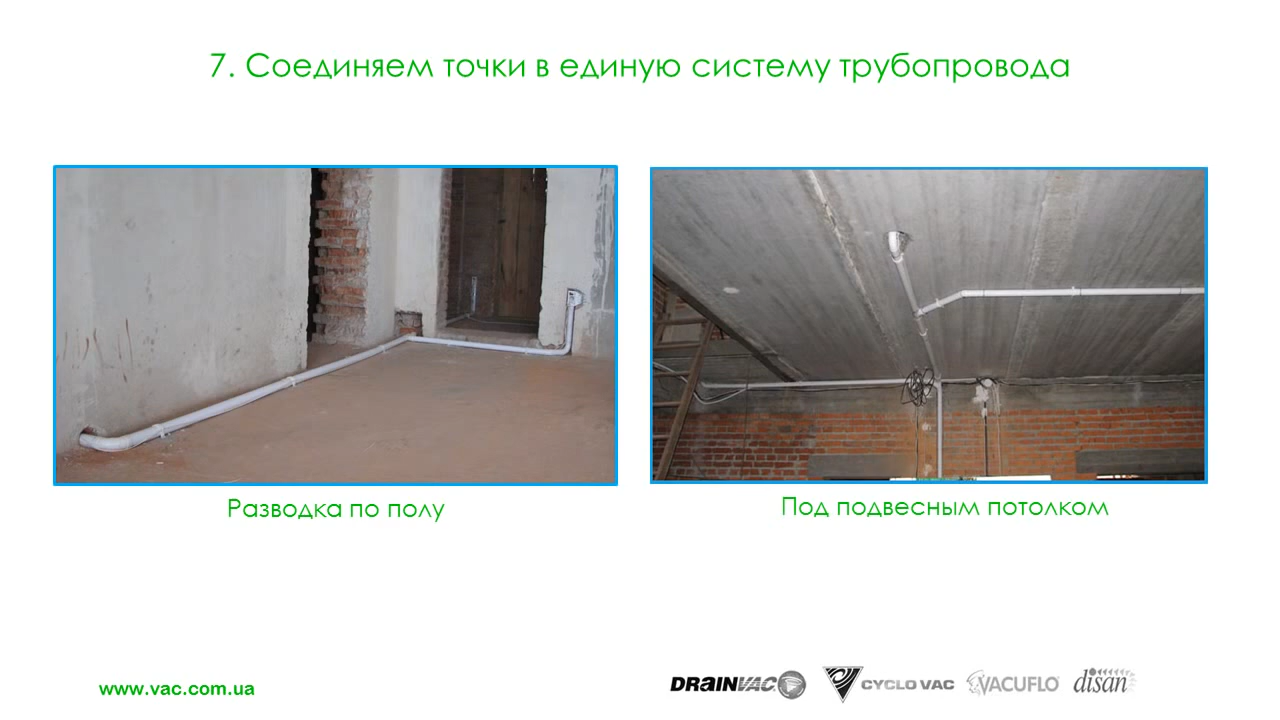 7. Соединяем точки в единую систему трубопровода
Разводка по полу
Под подвесным потолком
www.vac.com.ua
DRAINVAC
CYCLO VAC
VACUFLO
disan